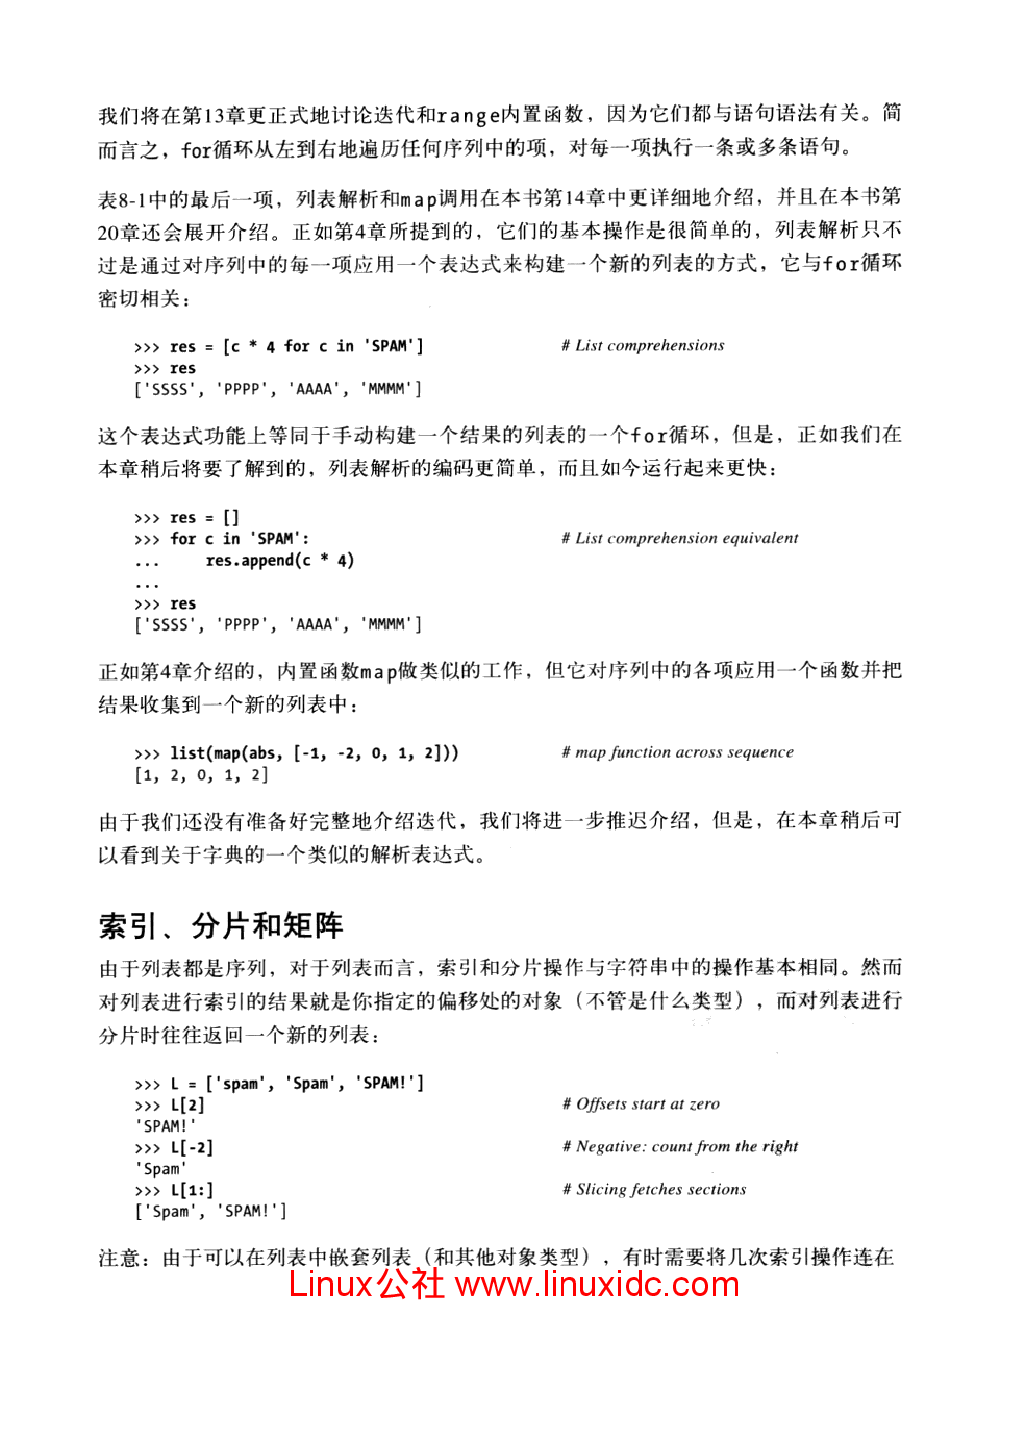 我们将在第13章更正式地讨论迭代和range内置函数，因为它们都与语句语法有关。简
而言之，for循环从左到右地遍历任何序列中的项，对每一项执行一条或多条语句。
表8-1中的最后一项，列表解析和map调用在本书第14章中更详细地介绍，并且在本书第
20章还会展开介绍。正如第4章所提到的，它们的基本操作是很简单的，列表解析只不
过是通过对序列中的每一项应用一个表达式来构建一个新的列表的方式，它与for循环
密切相关：
>>> res = [c * 4 for c in 'SPAM'] # List comprehensions
>>> res
['SSSS', 'PPPP', 'AAAA', 'MMMM']
这个表达式功能上等同于手动构建一个结果的列表的一个for循环，但是，正如我们在
本章稍后将要了解到的，列表解析的编码更简单，而且如今运行起来更快：
>>> res = []
>>> for c in 'SPAM': # List comprehension equivalent
... res.append(c * 4)
...
>>> res
['SSSS', 'PPPP', 'AAAA', 'MMMM']
正如第4章介绍的，内置函数map做类似的工作，但它对序列中的各项应用一个函数并把
结果收集到一个新的列表中：
>>> list(map(abs, [-1, -2, 0, 1, 2])) # map function across sequence
[1, 2, 0, 1, 2]
由于我们还没有准备好完整地介绍迭代，我们将进一步推迟介绍，但是，在本章稍后可
以看到关于字典的一个类似的解析表达式。
索引、分片和矩阵
由于列表都是序列，对于列表而言，索引和分片操作与字符串中的操作基本相同。然而
对列表进行索引的结果就是你指定的偏移处的对象（不管是什么类型），而对列表进行
分片时往往返回一个新的列表：
>>> L = ['spam', 'Spam', 'SPAM!']
>>> L[2] # Offsets start at zero
'SPAM!'
>>> L[-2] # Negative: count from the right
'Spam'
>>> L[1:] # Slicing fetches sections
['Spam', 'SPAM!']
注意：由于可以在列表中嵌套列表（和其他对象类型），有时需要将几次索引操作连在
Linux公社 www.linuxidc.com